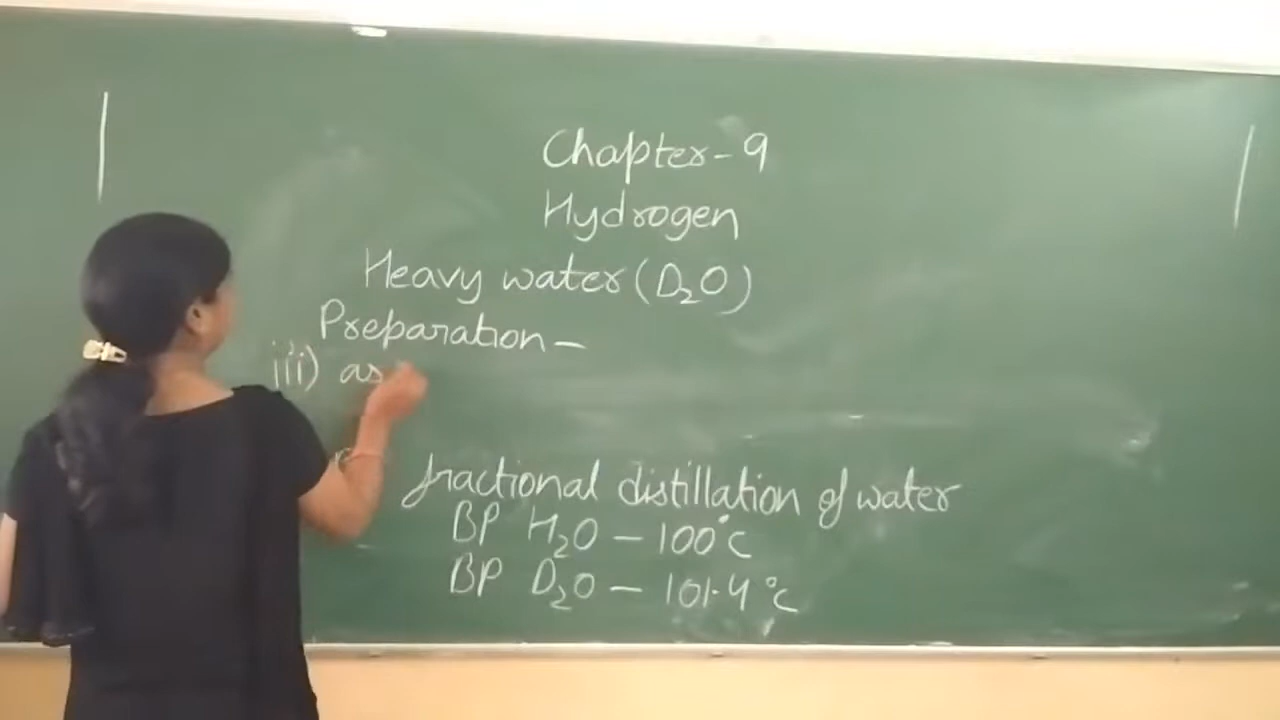 Chapter-9
Hydrogen
Heavy water (D₂O)
Preparation –
iii) as
fractional distillation of water
BP H₂O – 100°C
BP D₂O – 101.4°C